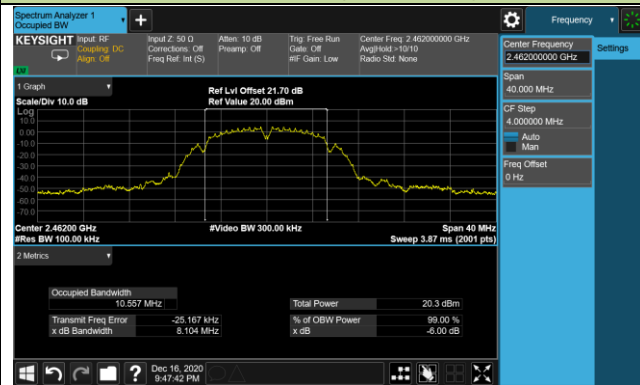 Spectrum Analyzer 1
Occupied BW
+
Frequency
KEYSIGHT
Input: RF
Coupling: DC
Align: Off
Input Z: 50 Ω
Corrections: Off
Freq Ref: Int (S)
Atten: 10 dB
Preamp: Off
Trig: Free Run
Gate: Off
#IF Gain: Low
Center Freq: 2.462000000 GHz
Avg|Hold:>10/10
Radio Std: None
LXI
Center Frequency
2.462000000 GHz
Settings
Span
40.000 MHz
CF Step
4.000000 MHz
Auto
Man
Freq Offset
0 Hz
1 Graph
Scale/Div 10.0 dB
Ref Lvl Offset 21.70 dB
Ref Value 20.00 dBm
Log
10.0
0.00
-10.0
-20.0
-30.0
-40.0
-50.0
-60.0
-70.0
Center 2.46200 GHz
#Res BW 100.00 kHz
#Video BW 300.00 kHz
Span 40 MHz
Sweep 3.87 ms (2001 pts)
2 Metrics
Occupied Bandwidth
10.557 MHz
Total Power 20.3 dBm
Transmit Freq Error -25.167 kHz
% of OBW Power 99.00 %
x dB Bandwidth 8.104 MHz
x dB -6.00 dB
?
Dec 16, 2020
9:47:42 PM